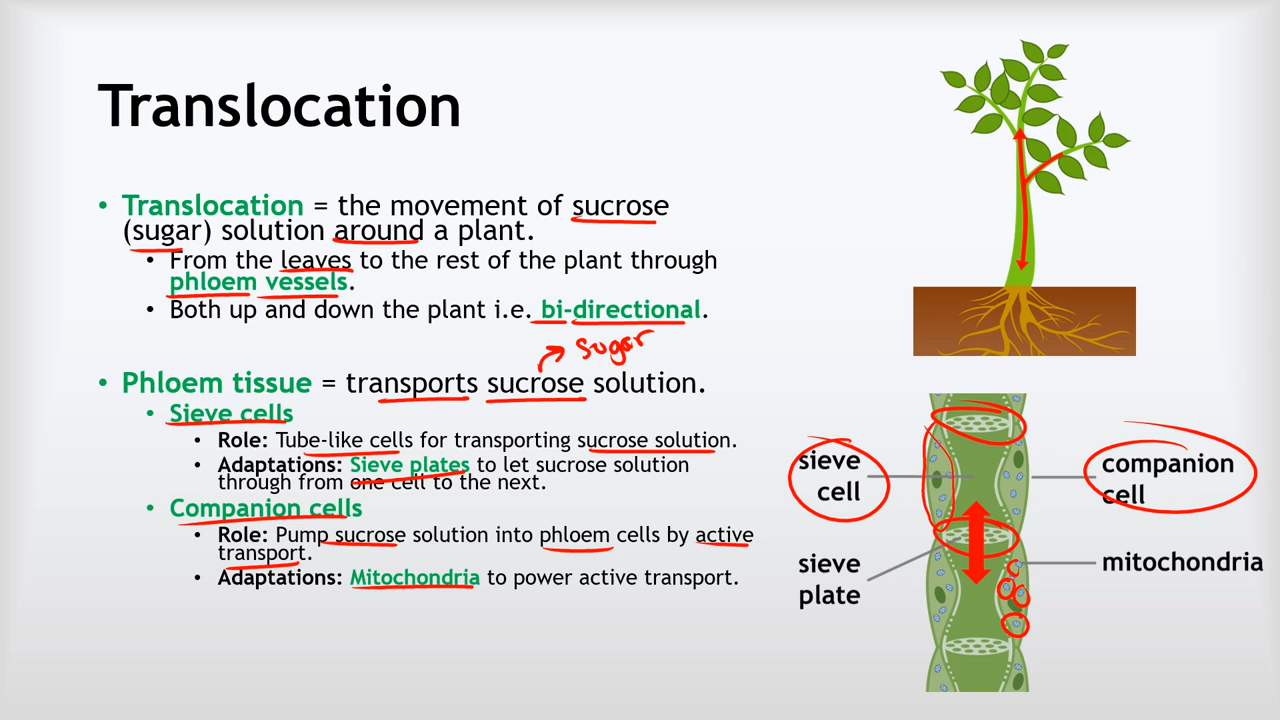 Translocation
• Translocation = the movement of sucrose
(sugar) solution around a plant.
• From the leaves to the rest of the plant through
phloem vessels.
• Both up and down the plant i.e. bi-directional.
sugar
• Phloem tissue = transports sucrose solution.
• Sieve cells
• Role: Tube-like cells for transporting sucrose solution.
• Adaptations: Sieve plates to let sucrose solution
through from one cell to the next.
• Companion cells
• Role: Pump sucrose solution into phloem cells by active
transport.
• Adaptations: Mitochondria to power active transport.
sieve
cell
sieve
plate
companion
cell
mitochondria